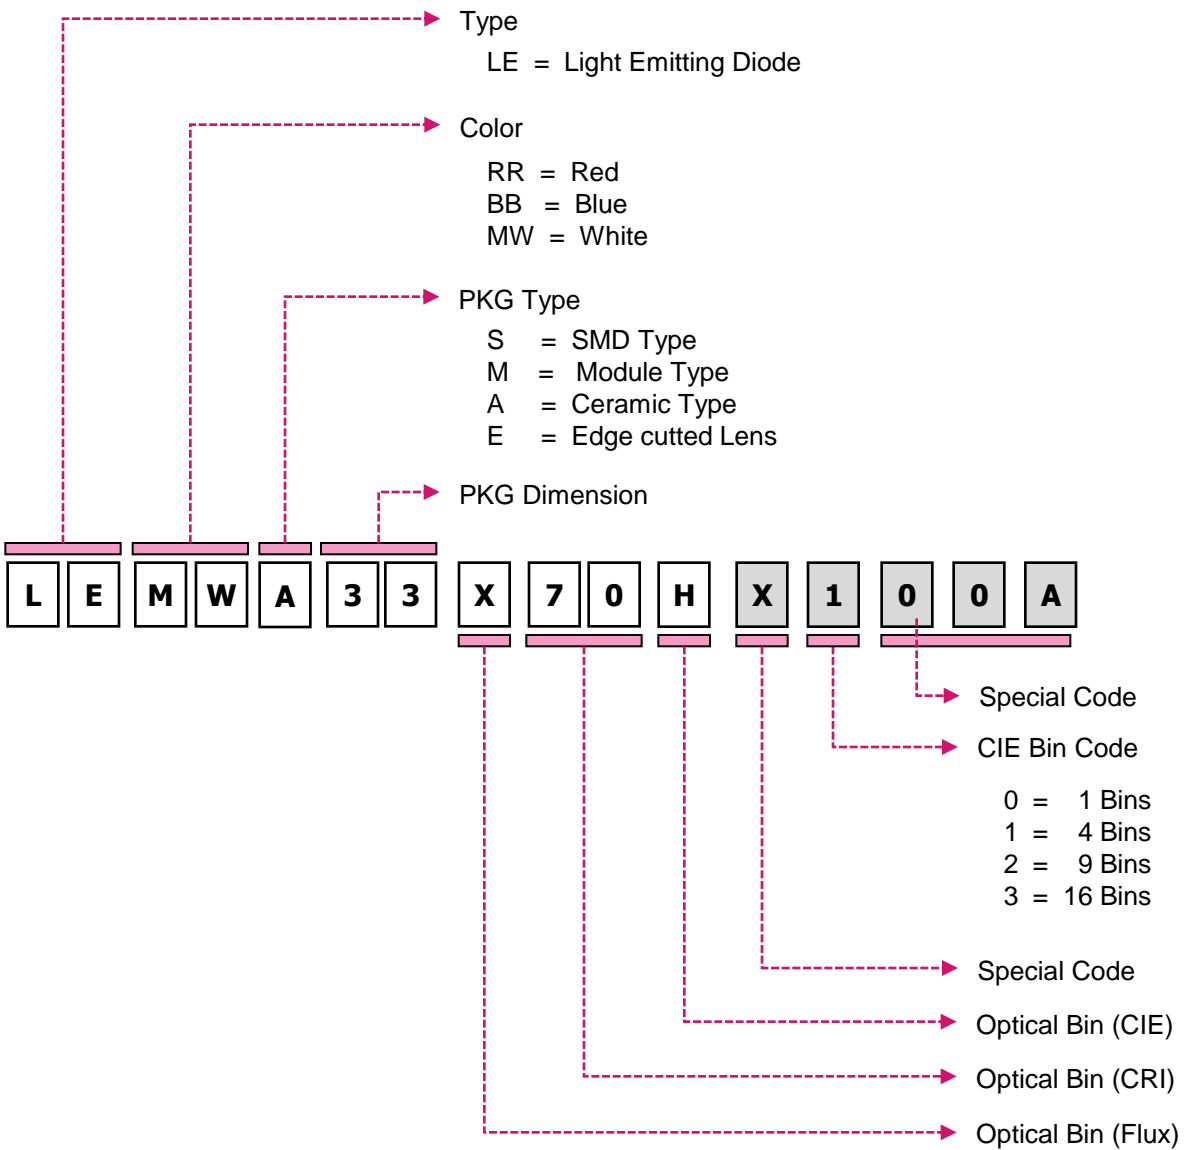 Type
LE = Light Emitting Diode
Color
RR = Red
BB = Blue
MW = White
PKG Type
S = SMD Type
M = Module Type
A = Ceramic Type
E = Edge cutted Lens
PKG Dimension
L E M W A 3 3 X 7 0 H X 1 0 0 A
Special Code
CIE Bin Code
0 = 1 Bins
1 = 4 Bins
2 = 9 Bins
3 = 16 Bins
Special Code
Optical Bin (CIE)
Optical Bin (CRI)
Optical Bin (Flux)